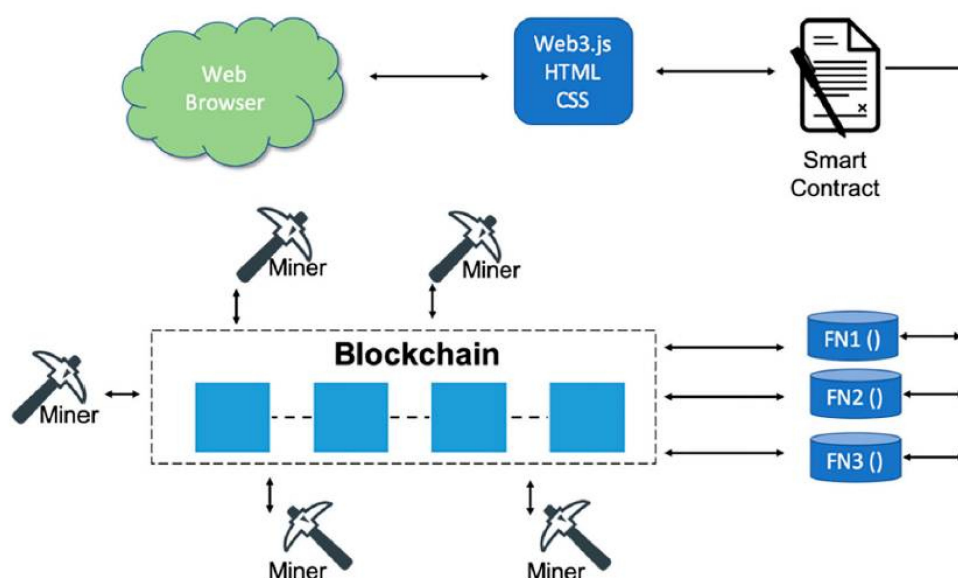 Web
Browser
Web3.js
HTML
CSS
Smart
Contract
Miner
Miner
Miner
Blockchain
FN1 ()
FN2 ()
FN3 ()
Miner
Miner